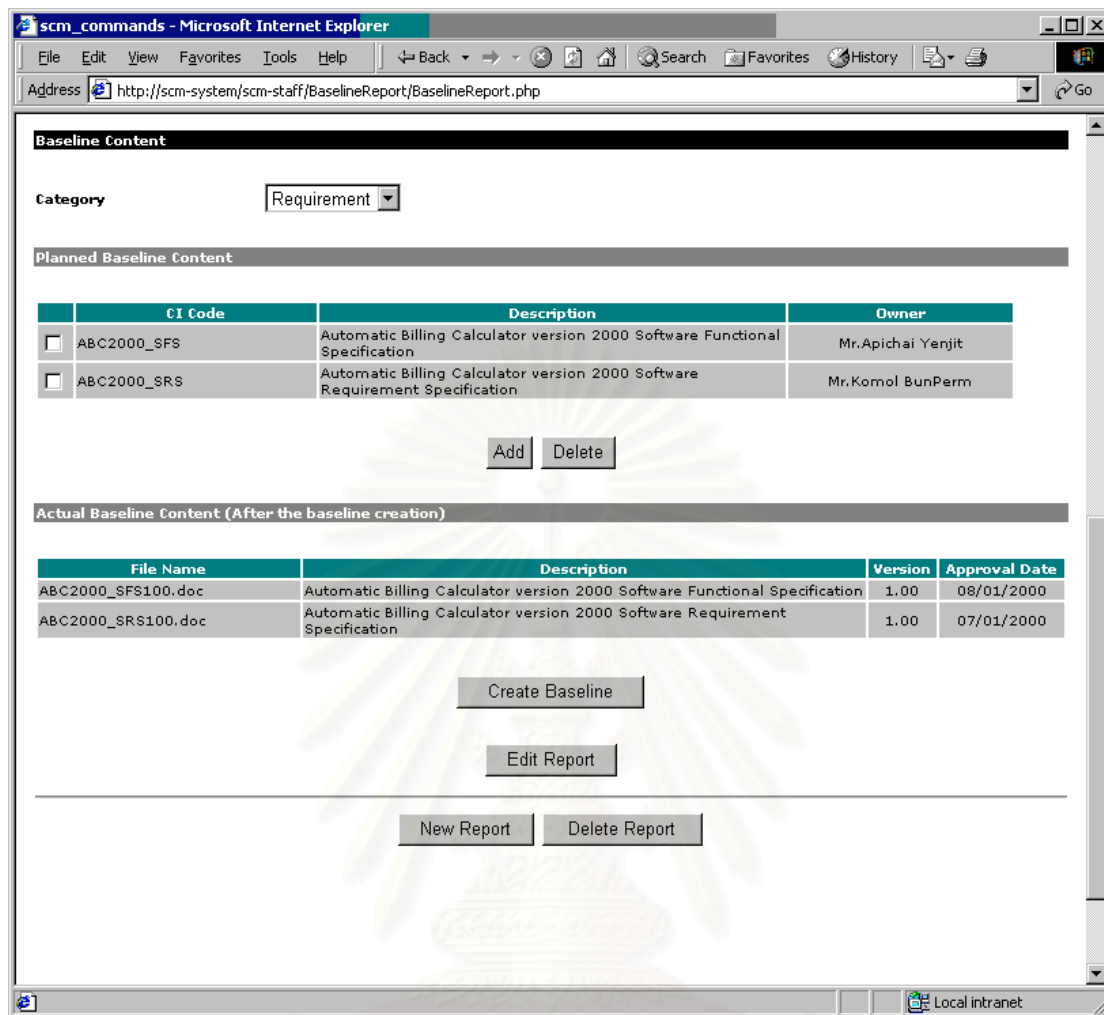 scm_commands - Microsoft Internet Explorer
File Edit View Favorites Tools Help Back Search Favorites History
Address http://scm-system/scm-staff/BaselineReport/BaselineReport.php Go
Baseline Content
Category Requirement
Planned Baseline Content
CI Code Description Owner
ABC2000_SFS Automatic Billing Calculator version 2000 Software Functional Specification Mr.Apichai Yenjit
ABC2000_SRS Automatic Billing Calculator version 2000 Software Requirement Specification Mr.Komol BunPerm
Add Delete
Actual Baseline Content (After the baseline creation)
File Name Description Version Approval Date
ABC2000_SFS100.doc Automatic Billing Calculator version 2000 Software Functional Specification 1.00 08/01/2000
ABC2000_SRS100.doc Automatic Billing Calculator version 2000 Software Requirement Specification 1.00 07/01/2000
Create Baseline
Edit Report
New Report Delete Report
Local intranet